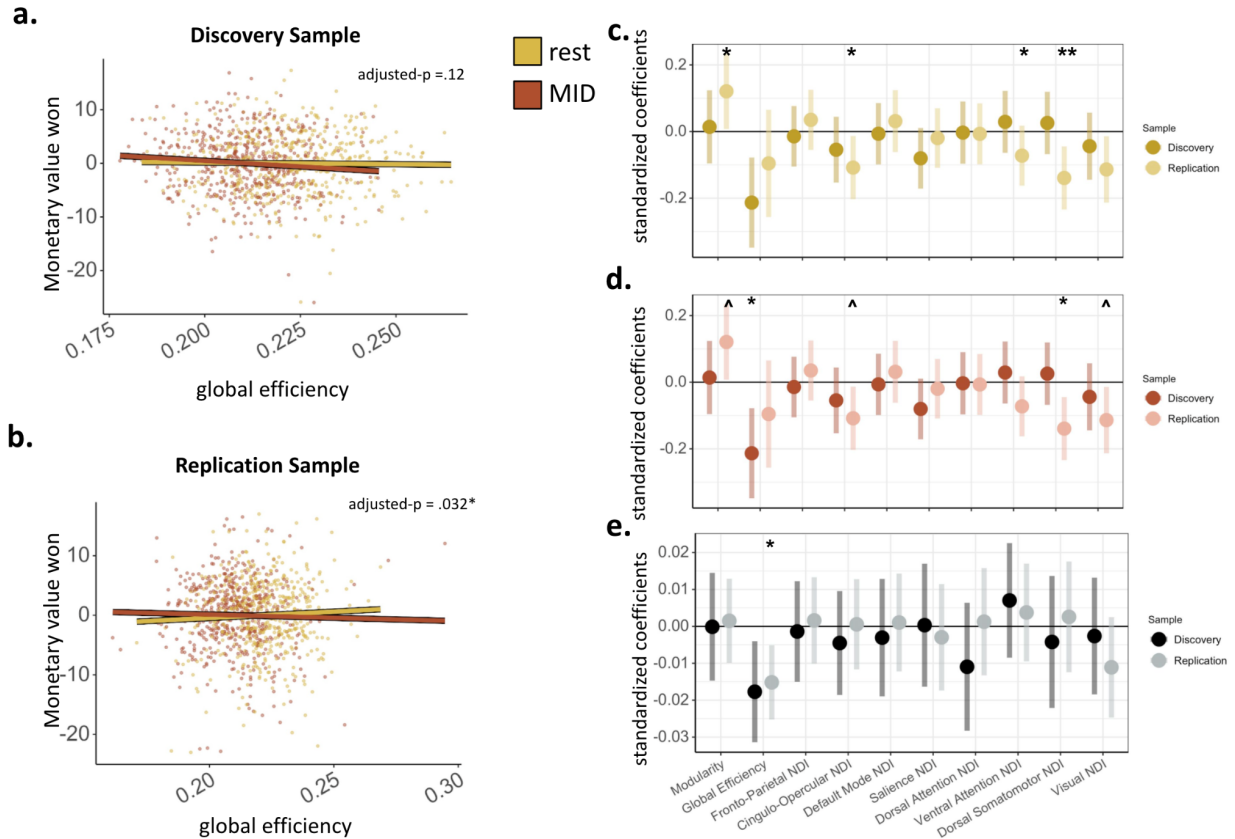 a.
Discovery Sample
adjusted-p =.12
rest
MID
Monetary value won
10
0
-10
-20
0.175
0.200
0.225
0.250
global efficiency
b.
Replication Sample
adjusted-p = .032*
Monetary value won
10
0
-10
-20
0.20
0.25
0.30
global efficiency
c.
standardized coefficients
0.2
0.0
-0.2
* * * **
Sample
Discovery
Replication
d.
standardized coefficients
0.2
0.0
-0.2
^ * ^ * ^
Sample
Discovery
Replication
e.
standardized coefficients
0.02
0.01
0.00
-0.01
-0.02
-0.03
*
Sample
Discovery
Replication
Modularity
Global Efficiency
Fronto-Parietal NDI
Cingulo-Opercular NDI
Default Mode NDI
Salience NDI
Dorsal Attention NDI
Ventral Attention NDI
Dorsal Somatomotor NDI
Visual NDI